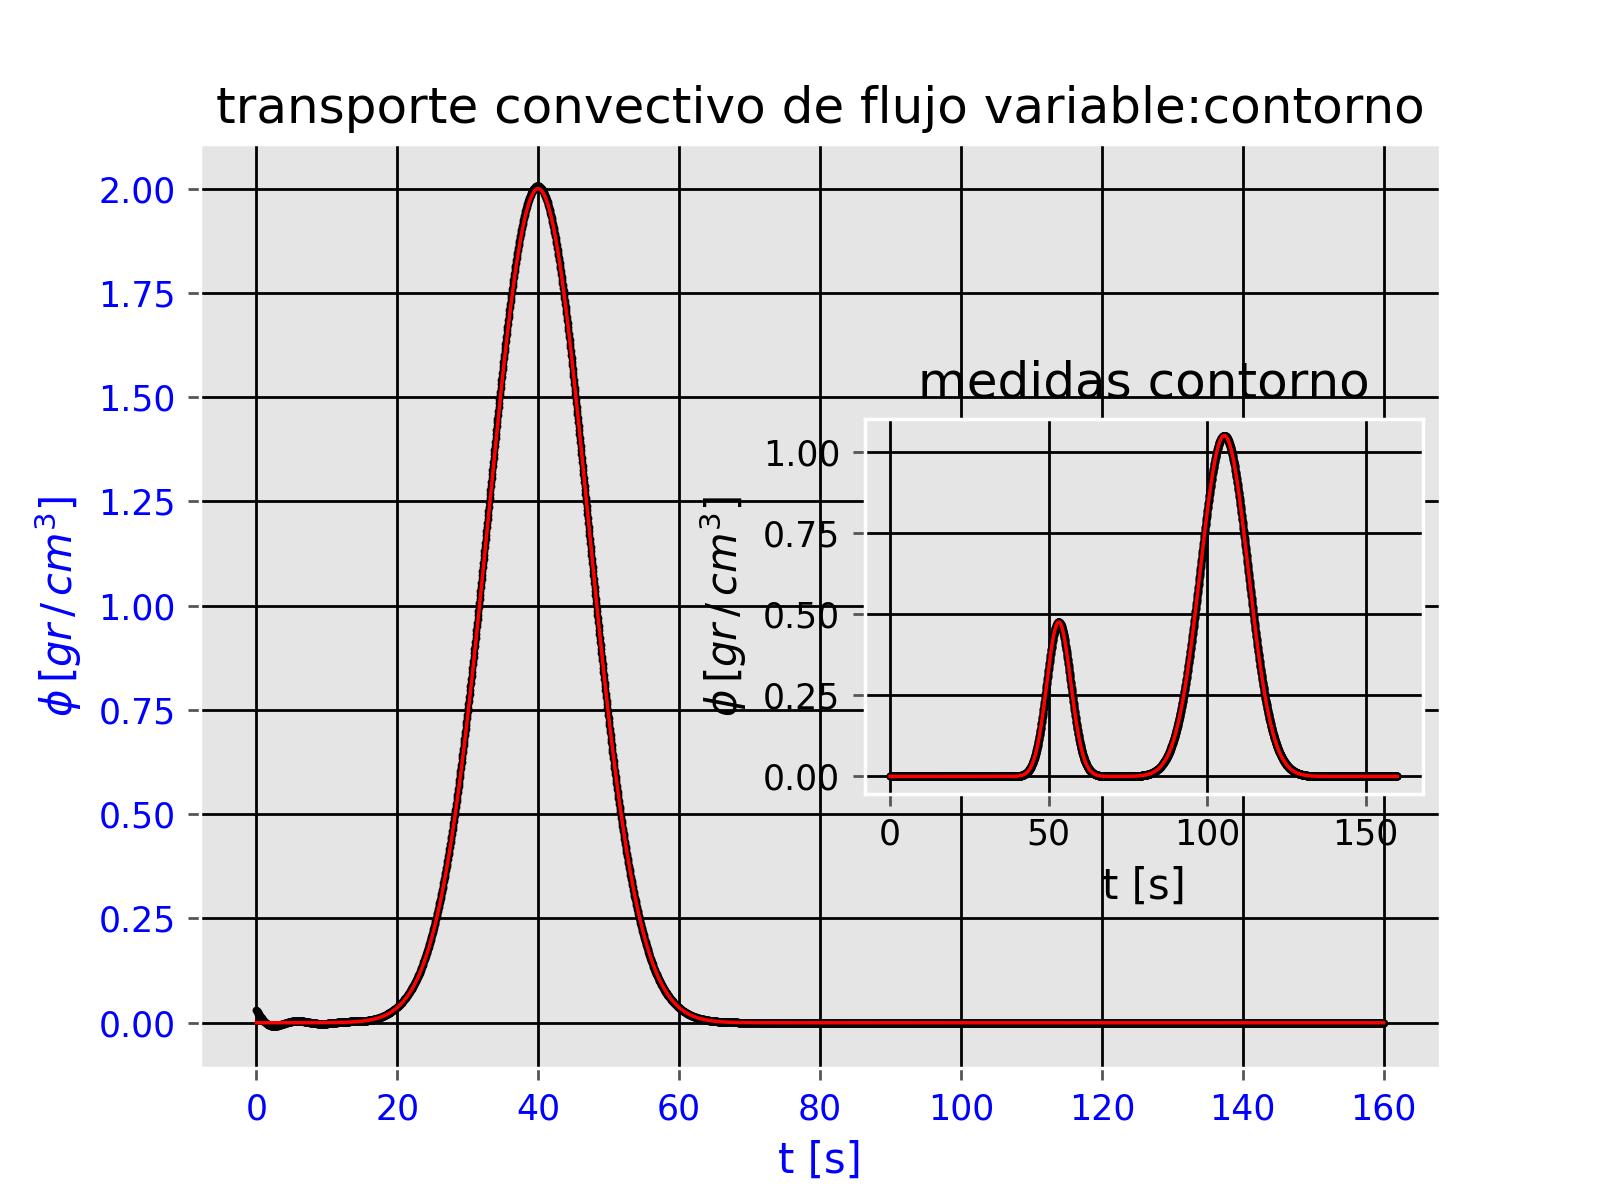 transporte convectivo de flujo variable:contorno
2.00
1.75
1.50
1.25
1.00
0.75
0.50
0.25
0.00
ϕ [gr/cm³]
0 20 40 60 80 100 120 140 160
t [s]
medidas contorno
1.00
0.75
0.50
0.25
0.00
ϕ [gr/cm³]
0 50 100 150
t [s]